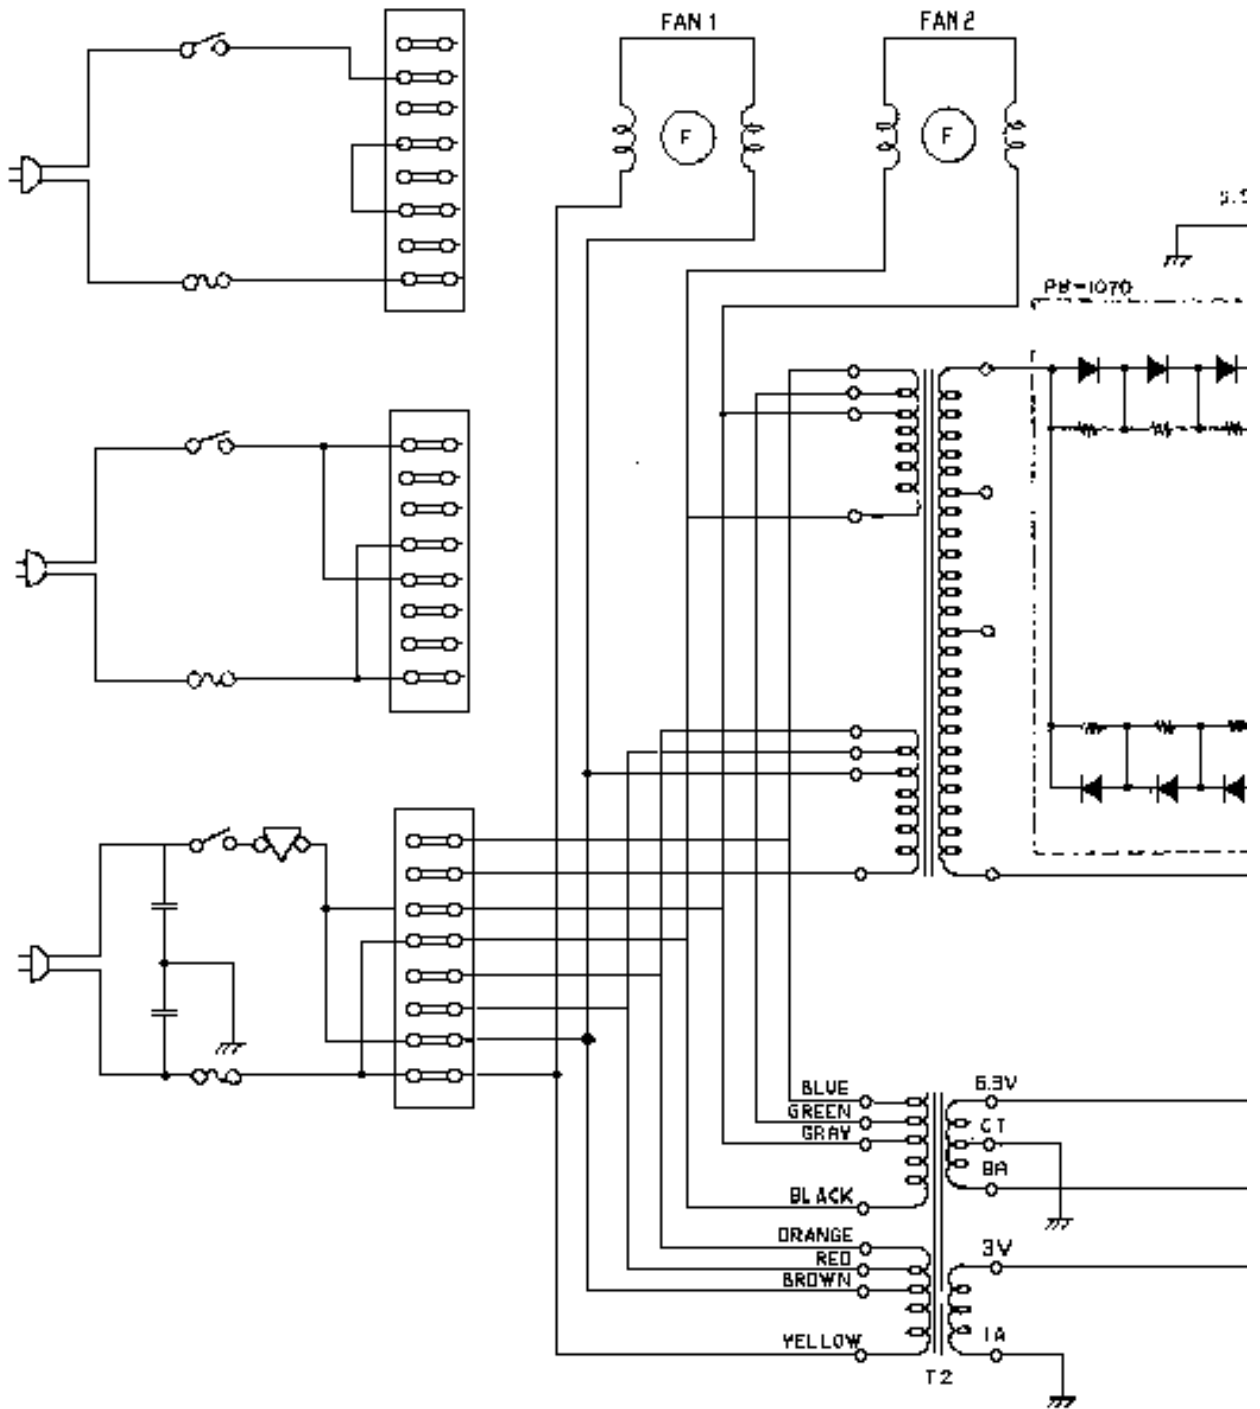 FAN 1
FAN 2
F
F
PB-1070
BLUE
GREEN
GRAY
BLACK
ORANGE
RED
BROWN
YELLOW
6.3V
CT
8A
3V
1A
T2